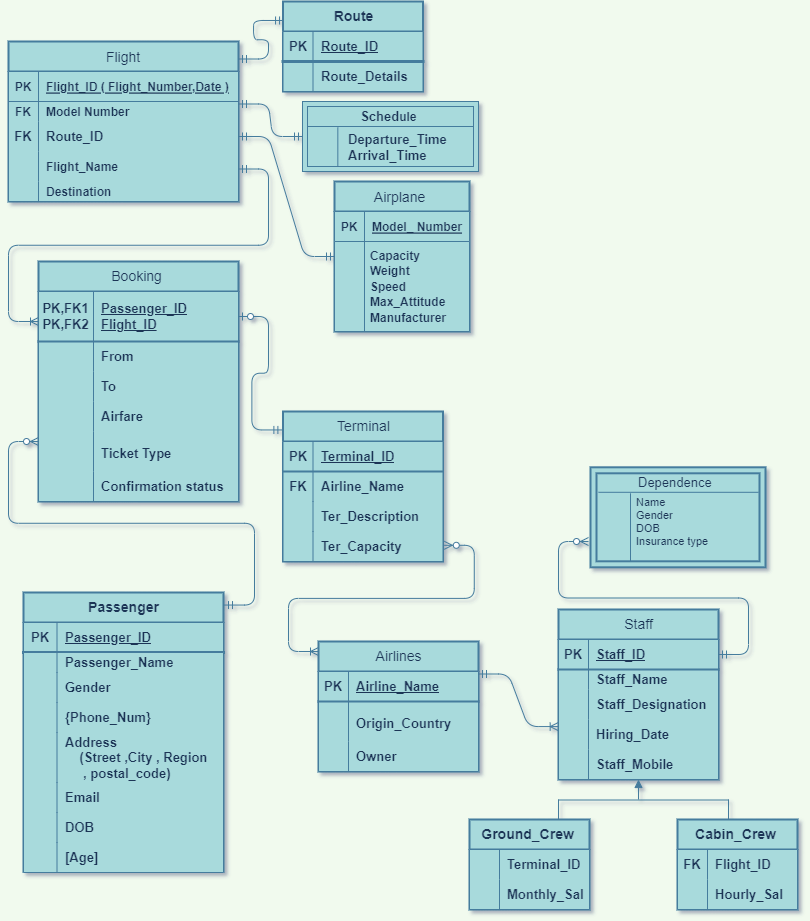 Route
PK Route_ID
Route_Details
Flight
PK Flight_ID ( Flight_Number,Date )
FK Model Number
FK Route_ID
Flight_Name
Destination
Schedule
Departure_Time
Arrival_Time
Airplane
PK Model_ Number
Capacity
Weight
Speed
Max_Attitude
Manufacturer
Booking
PK,FK1 Passenger_ID
PK,FK2 Flight_ID
From
To
Airfare
Ticket Type
Confirmation status
Terminal
PK Terminal_ID
FK Airline_Name
Ter_Description
Ter_Capacity
Dependence
Name
Gender
DOB
Insurance type
Passenger
PK Passenger_ID
Passenger_Name
Gender
{Phone_Num}
Address
(Street ,City , Region
, postal_code)
Email
DOB
[Age]
Airlines
PK Airline_Name
Origin_Country
Owner
Staff
PK Staff_ID
Staff_Name
Staff_Designation
Hiring_Date
Staff_Mobile
Ground_Crew
Terminal_ID
Monthly_Sal
Cabin_Crew
FK Flight_ID
Hourly_Sal